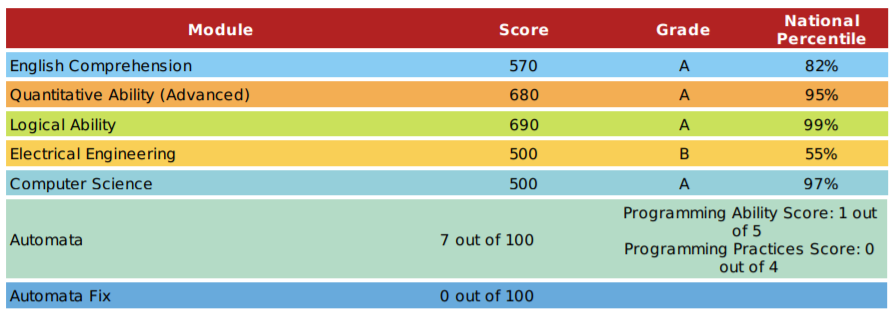 Module Score Grade National Percentile
English Comprehension 570 A 82%
Quantitative Ability (Advanced) 680 A 95%
Logical Ability 690 A 99%
Electrical Engineering 500 B 55%
Computer Science 500 A 97%
Automata 7 out of 100 Programming Ability Score: 1 out
of 5
Programming Practices Score: 0
out of 4
Automata Fix 0 out of 100